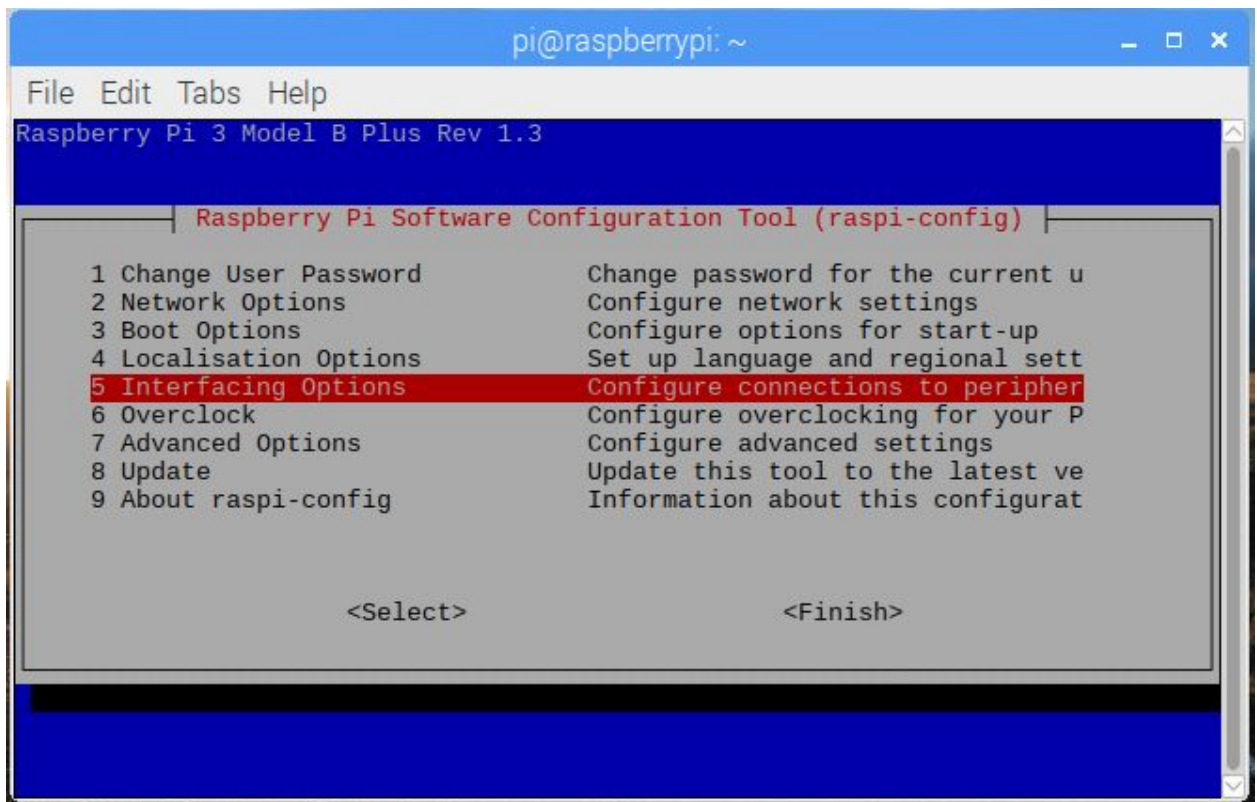 pi@raspberrypi: ~
File Edit Tabs Help
Raspberry Pi 3 Model B Plus Rev 1.3
Raspberry Pi Software Configuration Tool (raspi-config)
1 Change User Password Change password for the current u
2 Network Options Configure network settings
3 Boot Options Configure options for start-up
4 Localisation Options Set up language and regional sett
5 Interfacing Options Configure connections to peripher
6 Overclock Configure overclocking for your P
7 Advanced Options Configure advanced settings
8 Update Update this tool to the latest ve
9 About raspi-config Information about this configurat
<Select> <Finish>